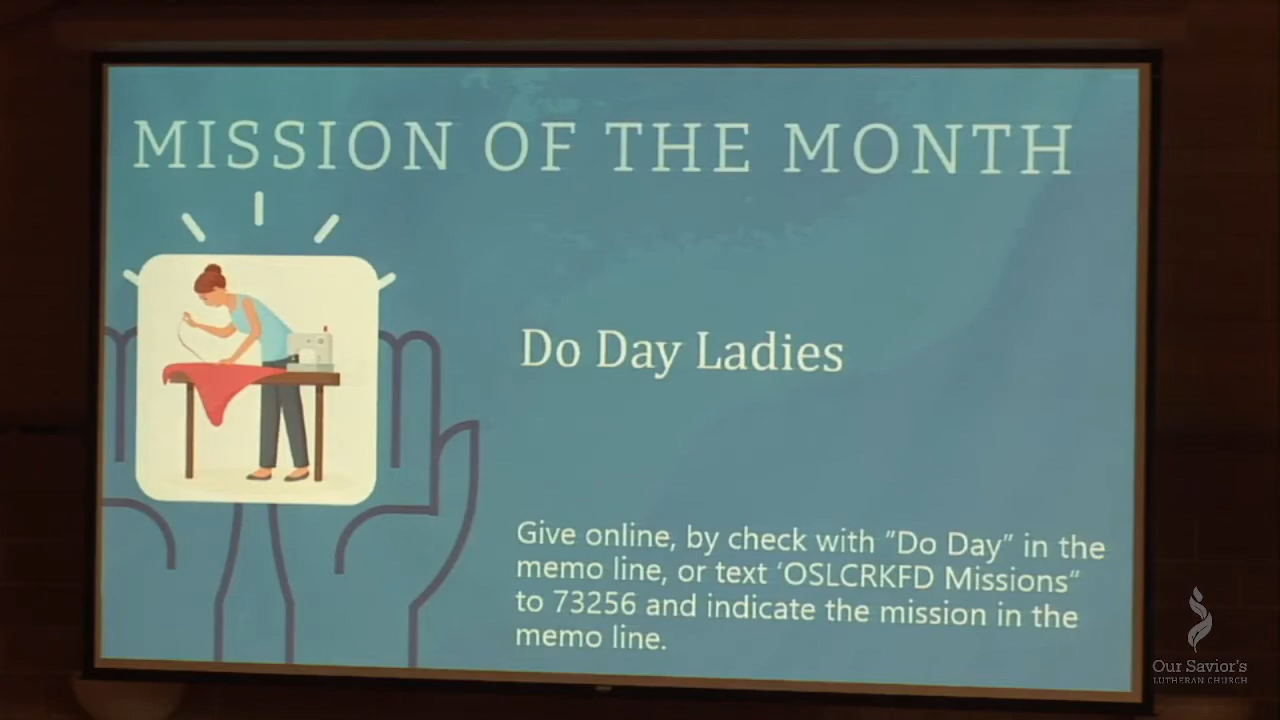 MISSION OF THE MONTH
Do Day Ladies
Give online, by check with "Do Day" in the
memo line, or text 'OSLCRKFD Missions"
to 73256 and indicate the mission in the
memo line.
Our Savior's
LUTHERAN CHURCH